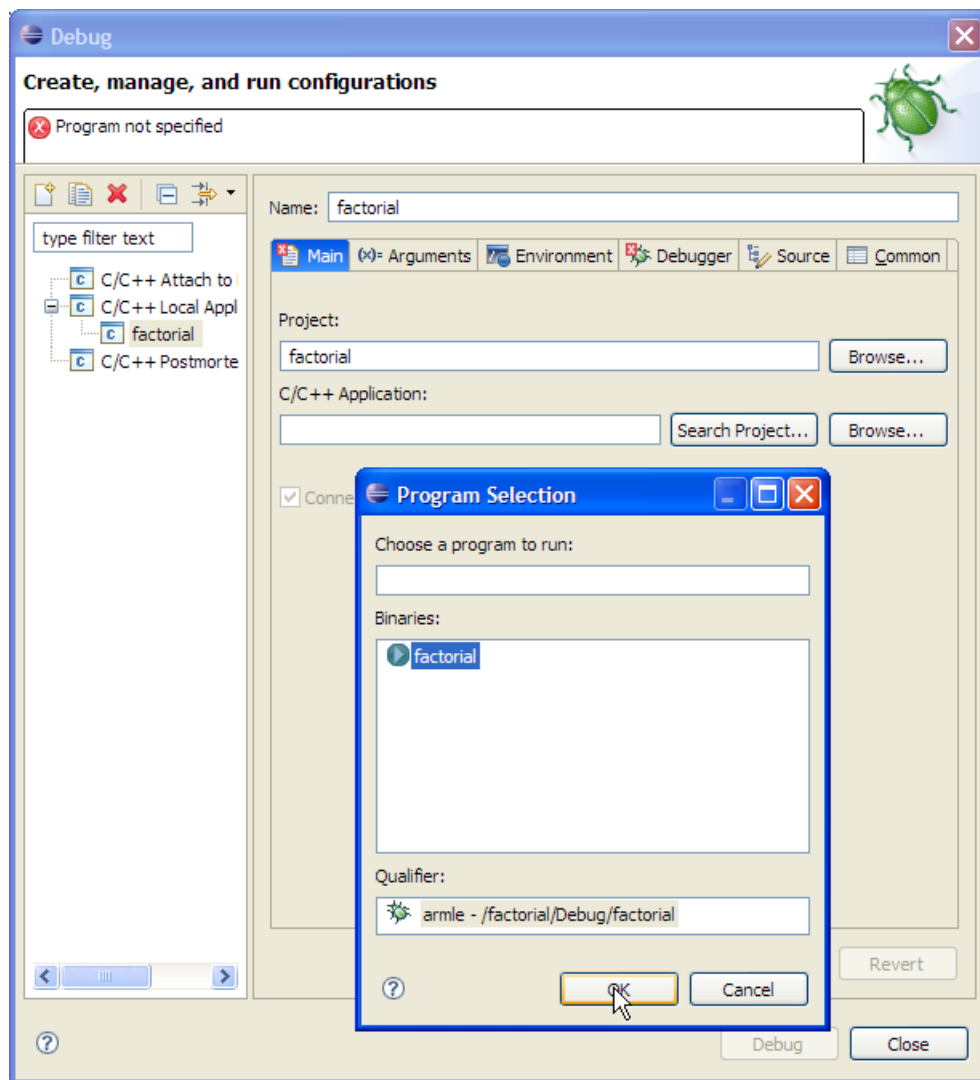 Debug
Create, manage, and run configurations
Program not specified
type filter text
C/C++ Attach to
C/C++ Local Appl
factorial
C/C++ Postmorte
Name: factorial
Main (x)= Arguments Environment Debugger Source Common
Project:
factorial Browse...
C/C++ Application:
Search Project... Browse...
Conne
Program Selection
Choose a program to run:
Binaries:
factorial
Qualifier:
armle - /factorial/Debug/factorial
OK Cancel
Revert
Debug Close